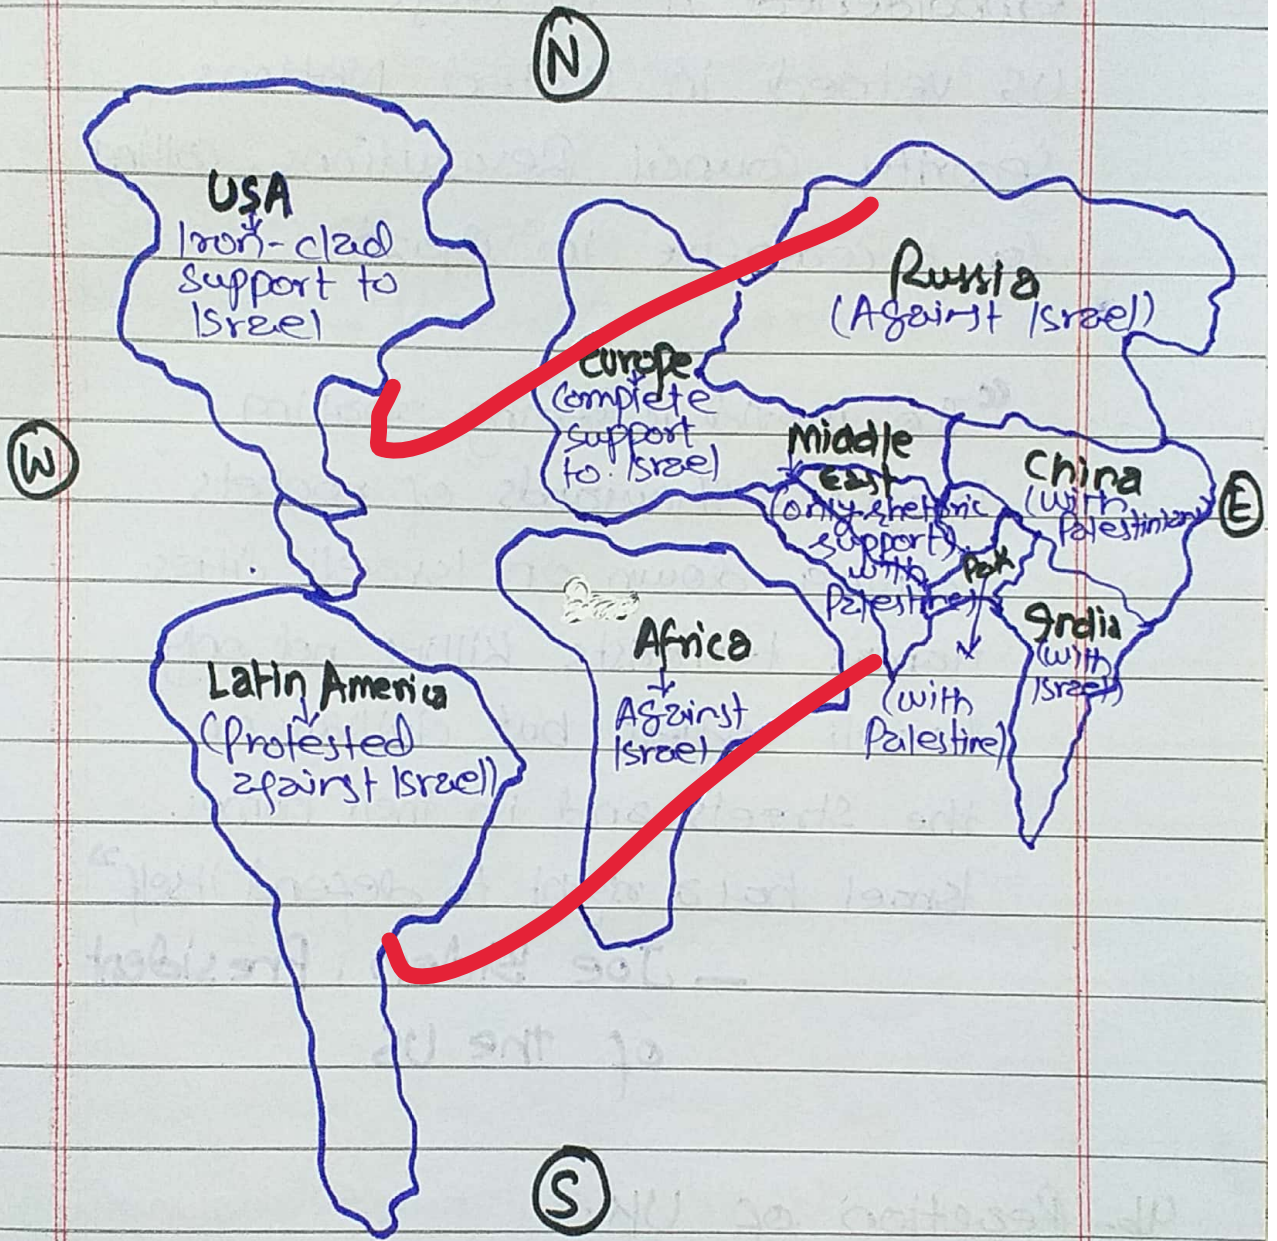 N
USA
Iron-clad
support to
Israel
Russia
(Against Israel)
Europe
Complete
support
to Israel
Middle
East
(only rhetoric
support)
with
Palestine)
China
(with
Palestinians
W
E
Pak
(with
Palestine)
India
(with
Israel)
Africa
Against
Israel
Latin America
(Protested
against Israel)
S